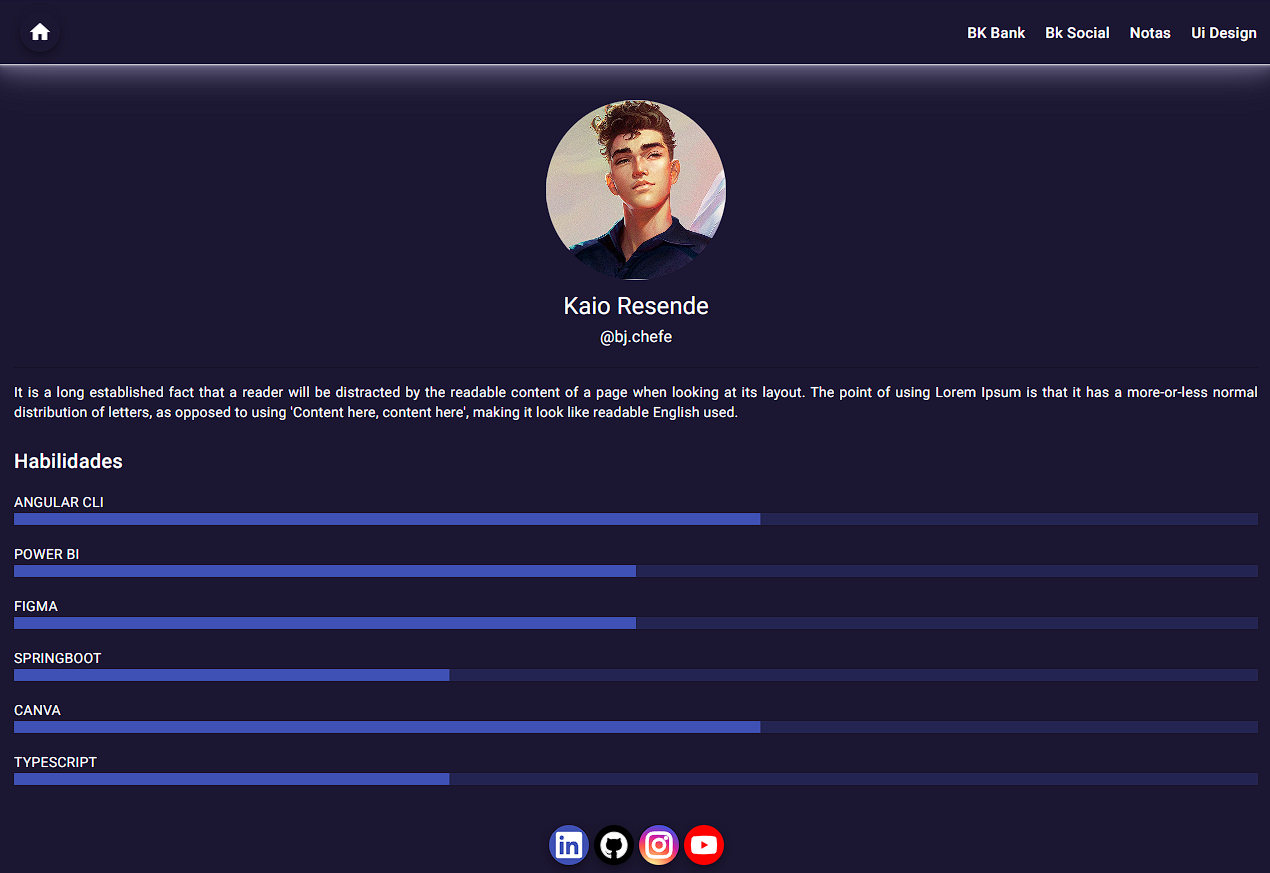 BK Bank Bk Social Notas Ui Design
Kaio Resende
@bj.chefe
It is a long established fact that a reader will be distracted by the readable content of a page when looking at its layout. The point of using Lorem Ipsum is that it has a more-or-less normal
distribution of letters, as opposed to using 'Content here, content here', making it look like readable English used.
Habilidades
ANGULAR CLI
POWER BI
FIGMA
SPRINGBOOT
CANVA
TYPESCRIPT
in